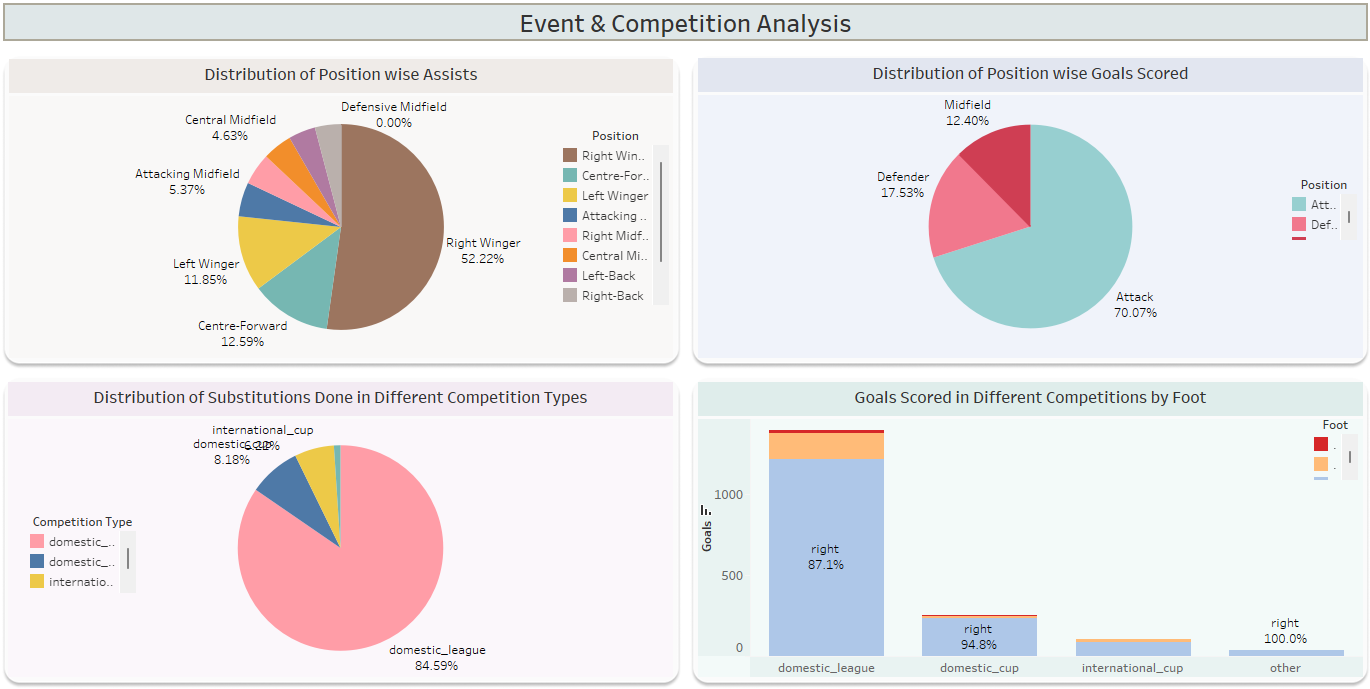 Event & Competition Analysis
Distribution of Position wise Assists
Defensive Midfield
0.00%
Central Midfield
4.63%
Attacking Midfield
5.37%
Left Winger
11.85%
Centre-Forward
12.59%
Right Winger
52.22%
Position
Right Win..
Centre-For..
Left Winger
Attacking ..
Right Midf..
Central Mi..
Left-Back
Right-Back
Distribution of Position wise Goals Scored
Midfield
12.40%
Defender
17.53%
Attack
70.07%
Position
Att..
Def..
Distribution of Substitutions Done in Different Competition Types
international_cup
6.22%
domestic_cup
8.18%
domestic_league
84.59%
Competition Type
domestic_..
domestic_..
internatio..
Goals Scored in Different Competitions by Foot
Foot
.
.
Goals
1000
500
0
right
87.1%
right
94.8%
right
100.0%
domestic_league
domestic_cup
international_cup
other